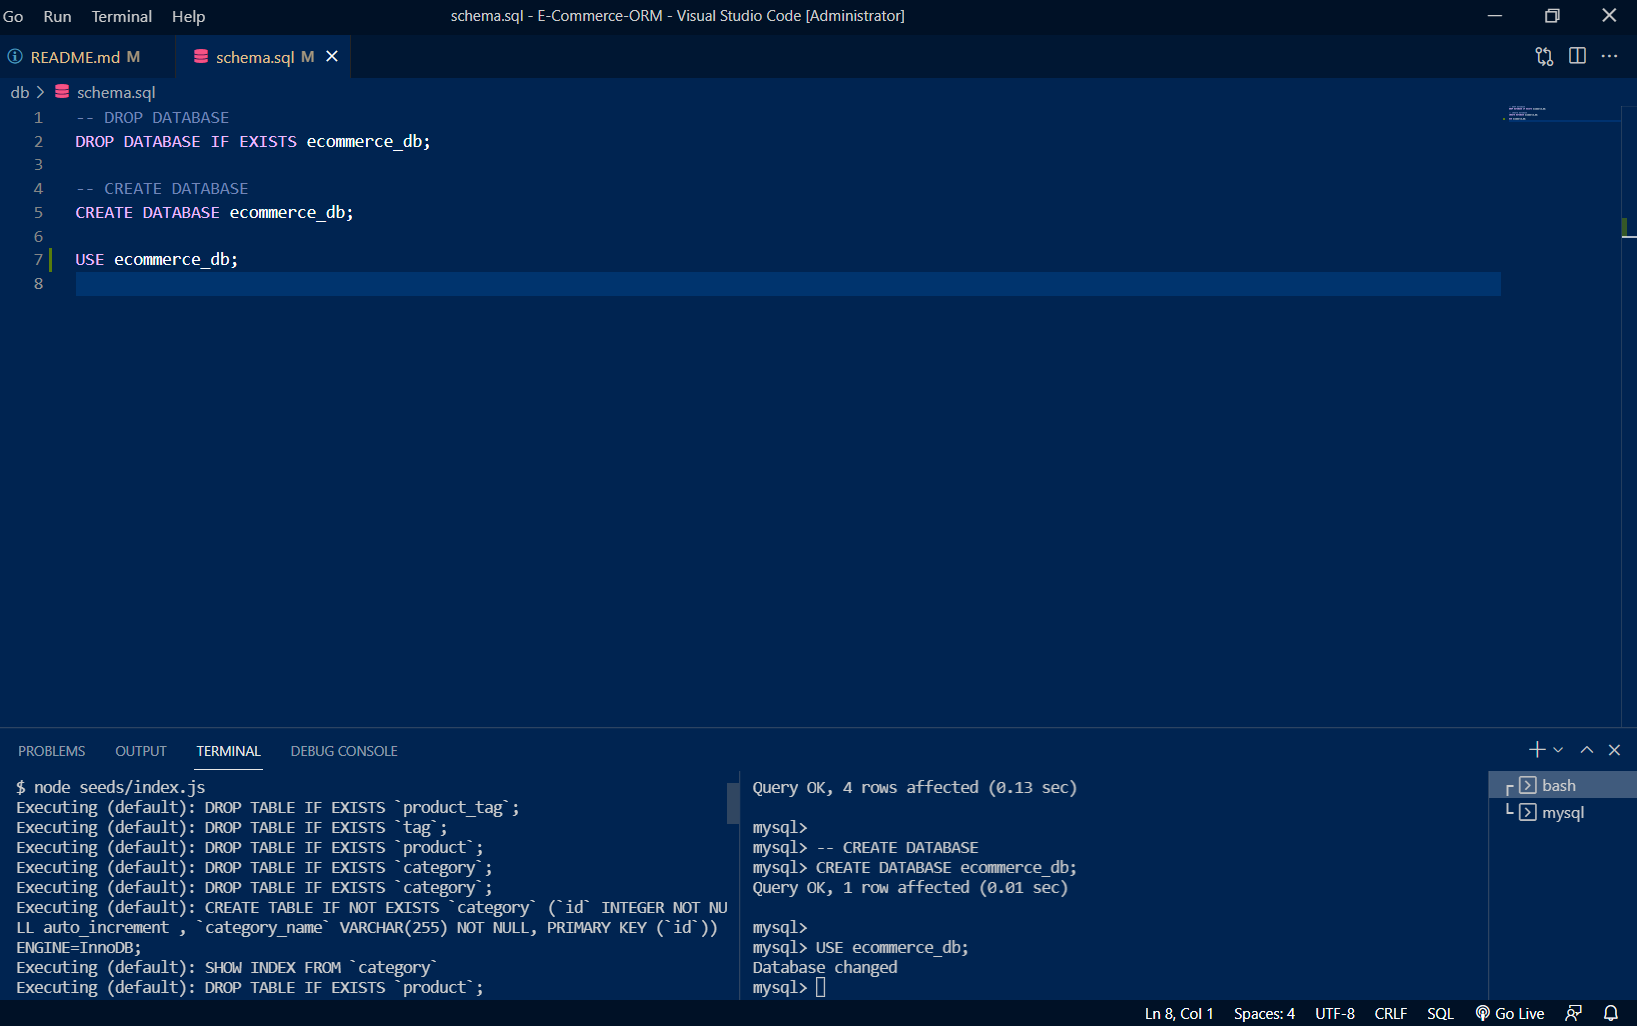 Go Run Terminal Help schema.sql - E-Commerce-ORM - Visual Studio Code [Administrator]
README.md M schema.sql M
db > schema.sql
1 -- DROP DATABASE
2 DROP DATABASE IF EXISTS ecommerce_db;
3
4 -- CREATE DATABASE
5 CREATE DATABASE ecommerce_db;
6
7 USE ecommerce_db;
8
PROBLEMS OUTPUT TERMINAL DEBUG CONSOLE
$ node seeds/index.js
Executing (default): DROP TABLE IF EXISTS `product_tag`;
Executing (default): DROP TABLE IF EXISTS `tag`;
Executing (default): DROP TABLE IF EXISTS `product`;
Executing (default): DROP TABLE IF EXISTS `category`;
Executing (default): DROP TABLE IF EXISTS `category`;
Executing (default): CREATE TABLE IF NOT EXISTS `category` (`id` INTEGER NOT NU
LL auto_increment , `category_name` VARCHAR(255) NOT NULL, PRIMARY KEY (`id`))
ENGINE=InnoDB;
Executing (default): SHOW INDEX FROM `category`
Executing (default): DROP TABLE IF EXISTS `product`;
Query OK, 4 rows affected (0.13 sec)
mysql>
mysql> -- CREATE DATABASE
mysql> CREATE DATABASE ecommerce_db;
Query OK, 1 row affected (0.01 sec)
mysql>
mysql> USE ecommerce_db;
Database changed
mysql>
bash
mysql
Ln 8, Col 1 Spaces: 4 UTF-8 CRLF SQL Go Live